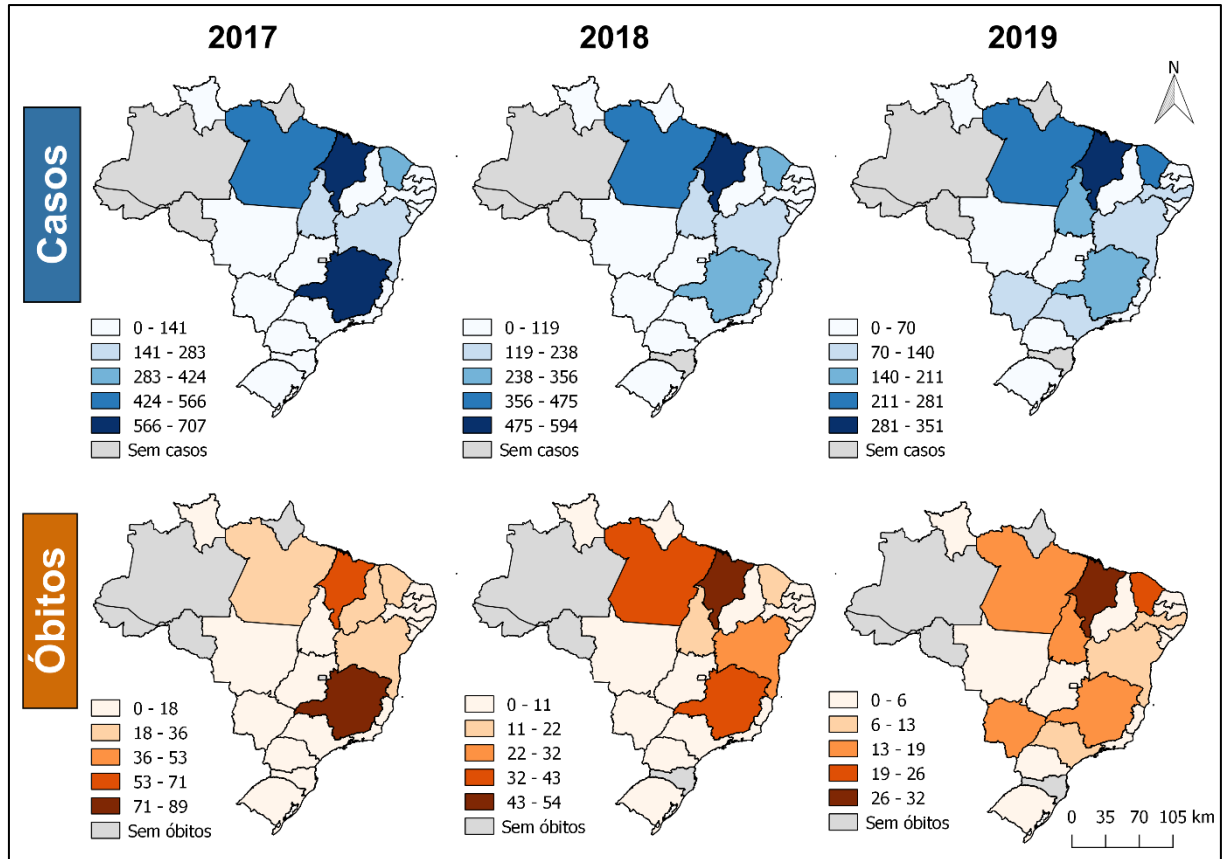 2017
2018
2019
N
Casos
0 - 141
141 - 283
283 - 424
424 - 566
566 - 707
Sem casos
0 - 119
119 - 238
238 - 356
356 - 475
475 - 594
Sem casos
0 - 70
70 - 140
140 - 211
211 - 281
281 - 351
Sem casos
Óbitos
0 - 18
18 - 36
36 - 53
53 - 71
71 - 89
Sem óbitos
0 - 11
11 - 22
22 - 32
32 - 43
43 - 54
Sem óbitos
0 - 6
6 - 13
13 - 19
19 - 26
26 - 32
Sem óbitos
0 35 70 105 km